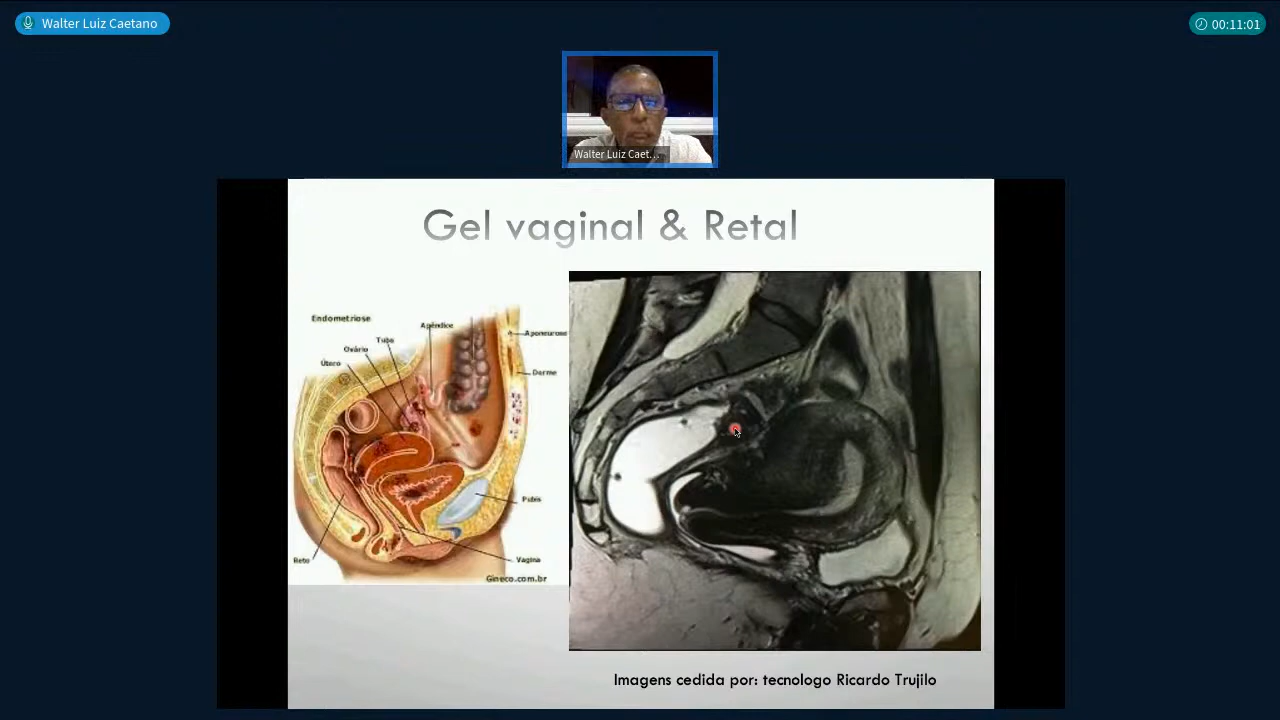 Walter Luiz Caetano
00:11:01
Walter Luiz Caet...
Gel vaginal & Retal
Endometriose
Apêndice
Aponeurose
Tuba
Ovário
Útero
Derme
Pubis
Reto
Vagina
Gineco.com.br
Imagens cedida por: tecnologo Ricardo Trujilo